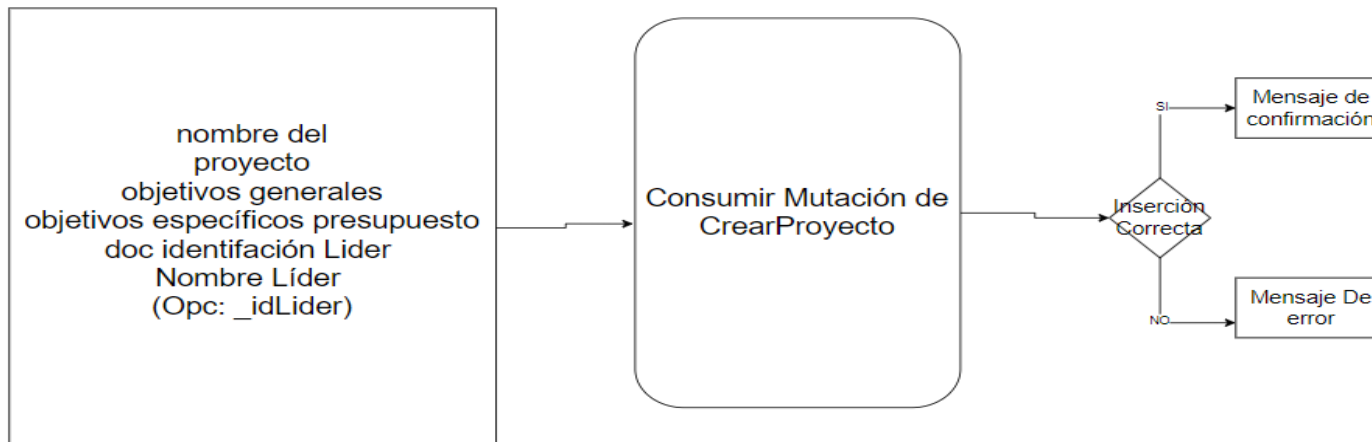 nombre del
proyecto
objetivos generales
objetivos específicos presupuesto
doc identifación Lider
Nombre Líder
(Opc: _idLider)
Consumir Mutación de
CrearProyecto
Inserción
Correcta
SI
Mensaje de
confirmación
NO
Mensaje De
error